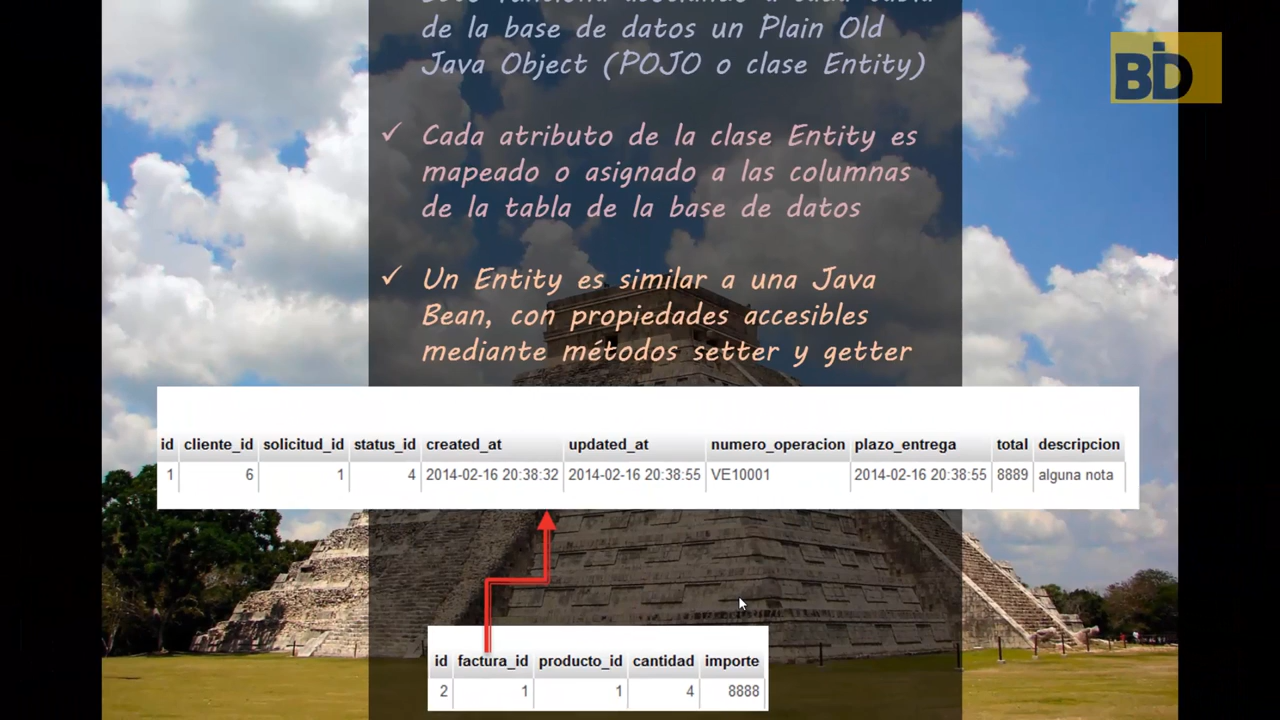 de la base de datos un Plain Old
Java Object (POJO o clase Entity)
BID
✓ Cada atributo de la clase Entity es
mapeado o asignado a las columnas
de la tabla de la base de datos
✓ Un Entity es similar a una Java
Bean, con propiedades accesibles
mediante métodos setter y getter
id cliente_id solicitud_id status_id created_at updated_at numero_operacion plazo_entrega total descripcion
1 6 1 4 2014-02-16 20:38:32 2014-02-16 20:38:55 VE10001 2014-02-16 20:38:55 8889 alguna nota
id factura_id producto_id cantidad importe
2 1 1 4 8888